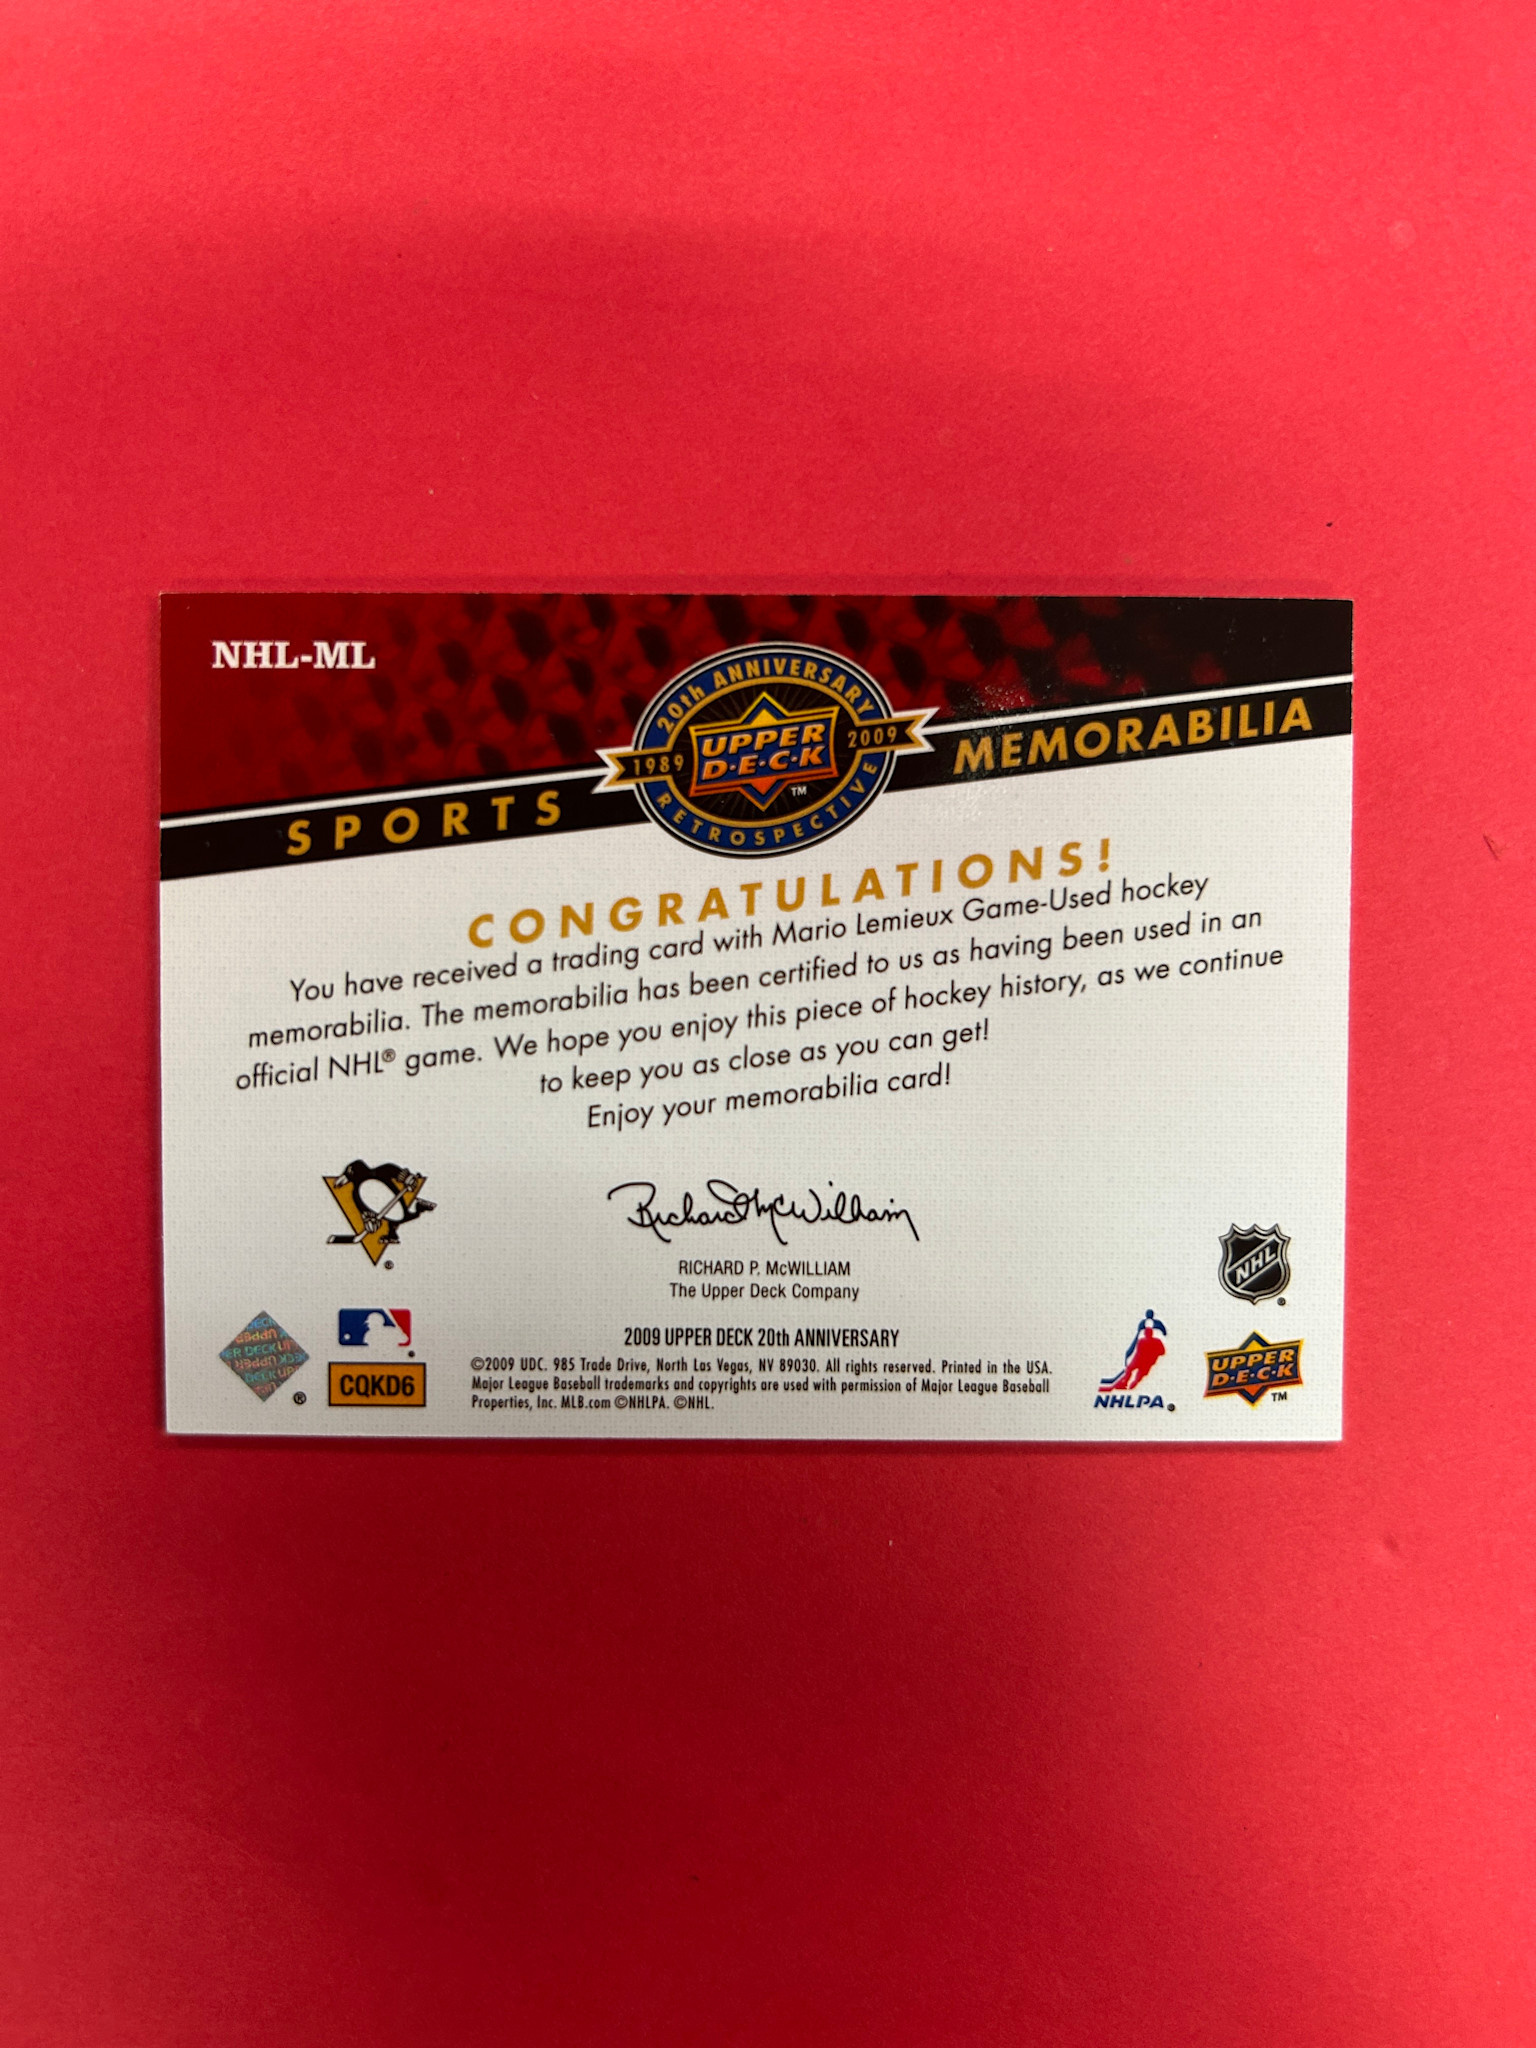 NHL-ML
20th ANNIVERSARY
1989 UPPER D·E·C·K 2009
TM
RETROSPECTIVE
SPORTS MEMORABILIA
CONGRATULATIONS!
You have received a trading card with Mario Lemieux Game-Used hockey
memorabilia. The memorabilia has been certified to us as having been used in an
official NHL® game. We hope you enjoy this piece of hockey history, as we continue
to keep you as close as you can get!
Enjoy your memorabilia card!
Richard McWilliam
RICHARD P. McWILLIAM
The Upper Deck Company
NHL
®
®
2009 UPPER DECK 20th ANNIVERSARY
©2009 UDC. 985 Trade Drive, North Las Vegas, NV 89030. All rights reserved. Printed in the USA.
Major League Baseball trademarks and copyrights are used with permission of Major League Baseball
Properties, Inc. MLB.com ©NHLPA. ©NHL.
UPPER DECK
®
CQKD6
NHLPA®
UPPER
D·E·C·K
TM